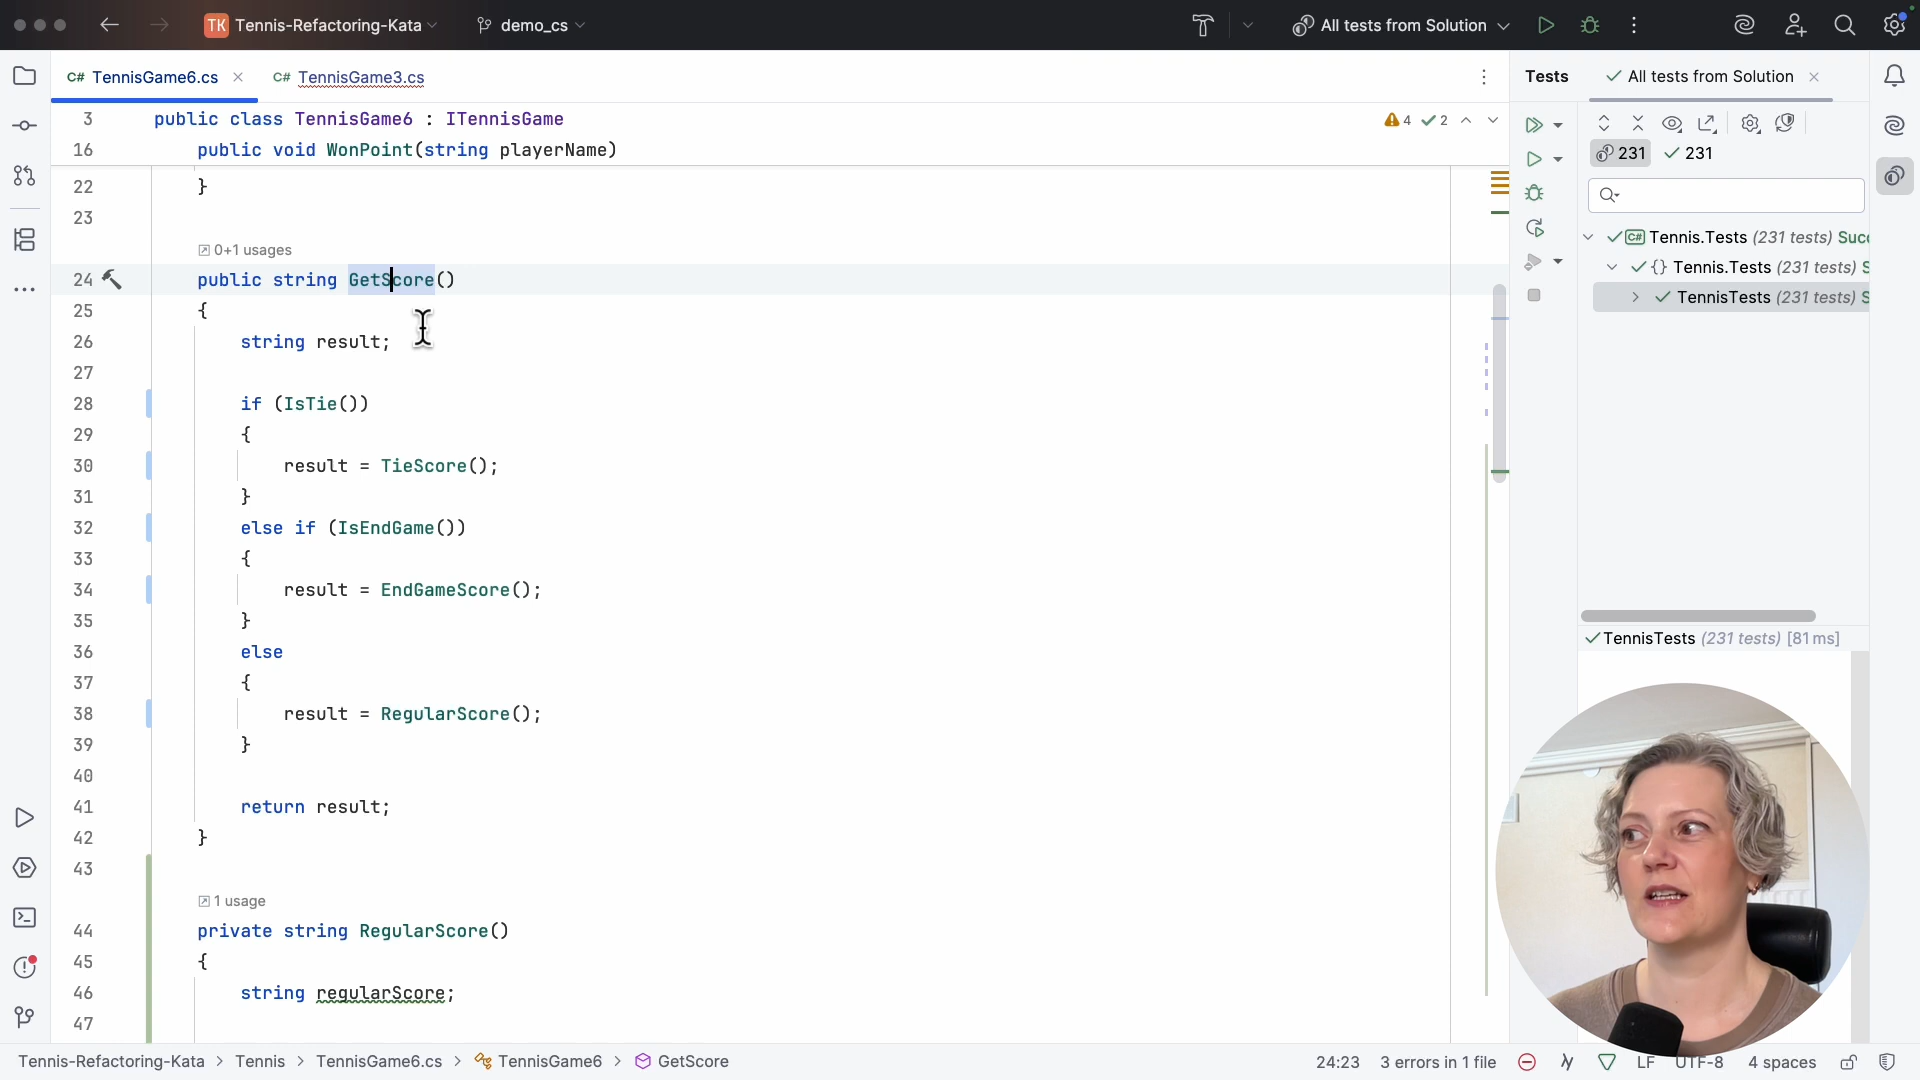 TK Tennis-Refactoring-Kata demo_cs All tests from Solution
C# TennisGame6.cs C# TennisGame3.cs
Tests All tests from Solution
3 public class TennisGame6 : ITennisGame
4 2
16 public void WonPoint(string playerName)
231 231
22 }
23
0+1 usages
24 public string GetScore()
25 {
26 string result;
27
28 if (IsTie())
29 {
30 result = TieScore();
31 }
32 else if (IsEndGame())
33 {
34 result = EndGameScore();
35 }
36 else
37 {
38 result = RegularScore();
39 }
40
41 return result;
42 }
43
1 usage
44 private string RegularScore()
45 {
46 string regularScore;
47
C# Tennis.Tests (231 tests) Succ
{} Tennis.Tests (231 tests) S
TennisTests (231 tests) S
TennisTests (231 tests) [81 ms]
Tennis-Refactoring-Kata > Tennis > TennisGame6.cs > TennisGame6 > GetScore
24:23 3 errors in 1 file LF UTF-8 4 spaces